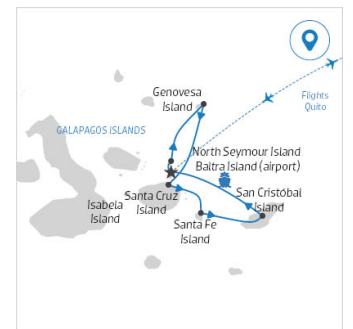 Genovesa
Island
Flights
Quito
GALAPAGOS ISLANDS
North Seymour Island
Baltra Island (airport)
Isabela
Island
Santa Cruz
Island
San Cristóbal
Island
Santa Fe
Island